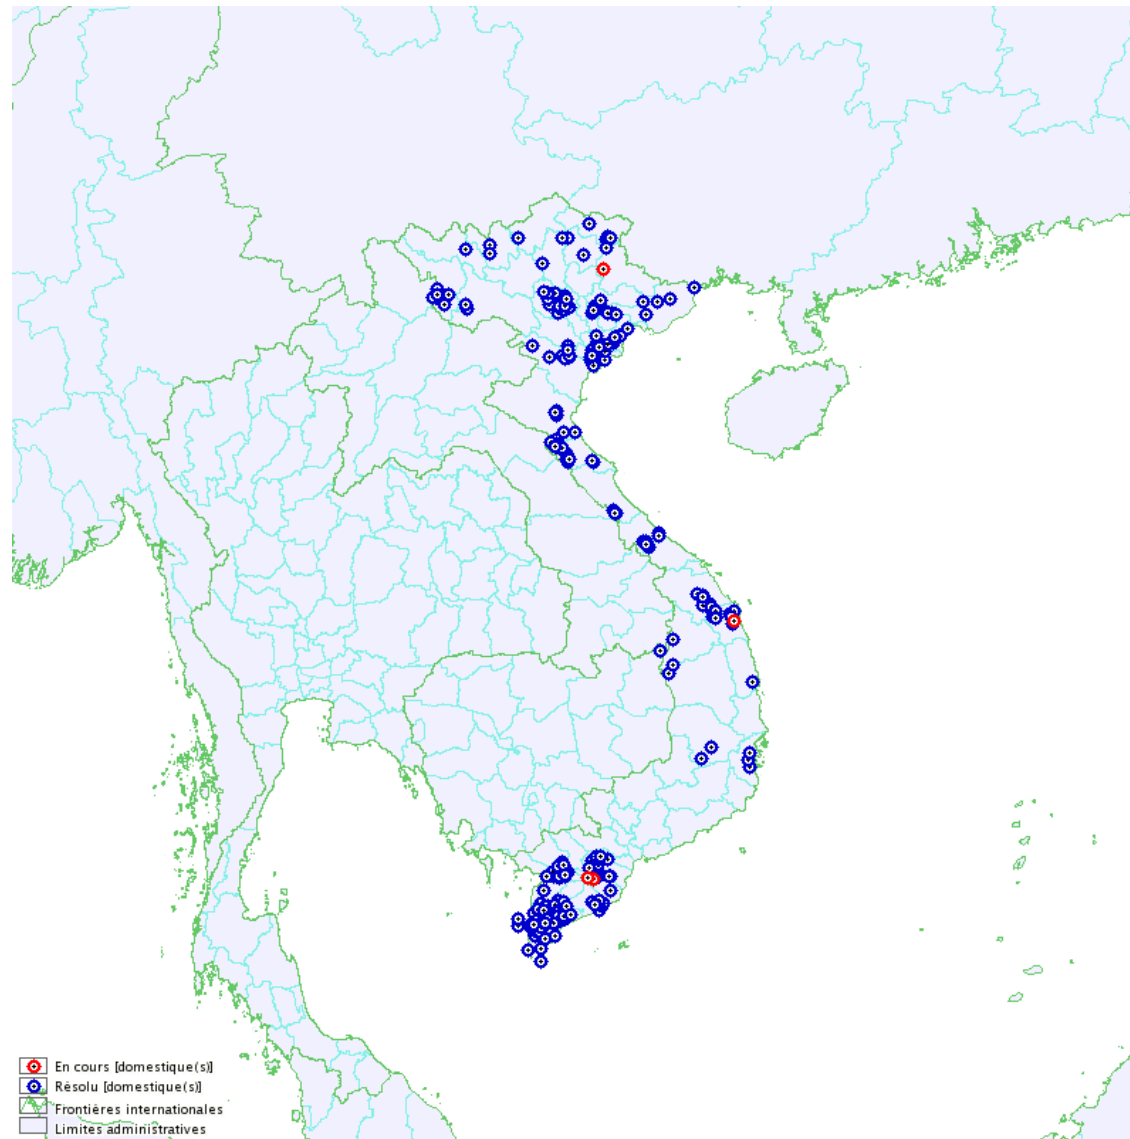 En cours [domestique(s)]
Résolu [domestique(s)]
Frontières internationales
Limites administratives